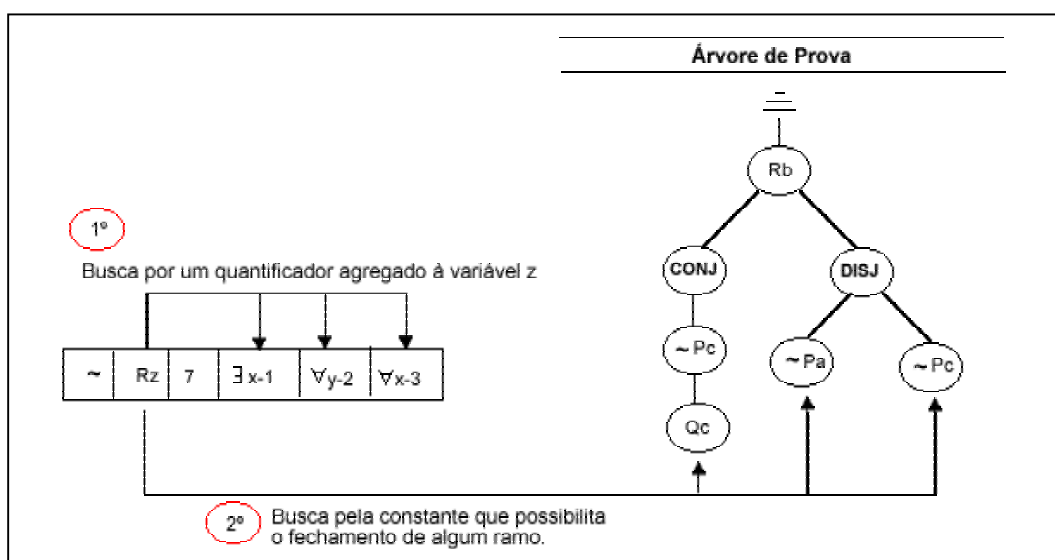 Árvore de Prova
Rb
1º
Busca por um quantificador agregado à variável z
CONJ
DISJ
~ Rz 7 ∃x-1 ∀y-2 ∀x-3
~Pc
~Pa
~Pc
Qc
2º
Busca pela constante que possibilita
o fechamento de algum ramo.